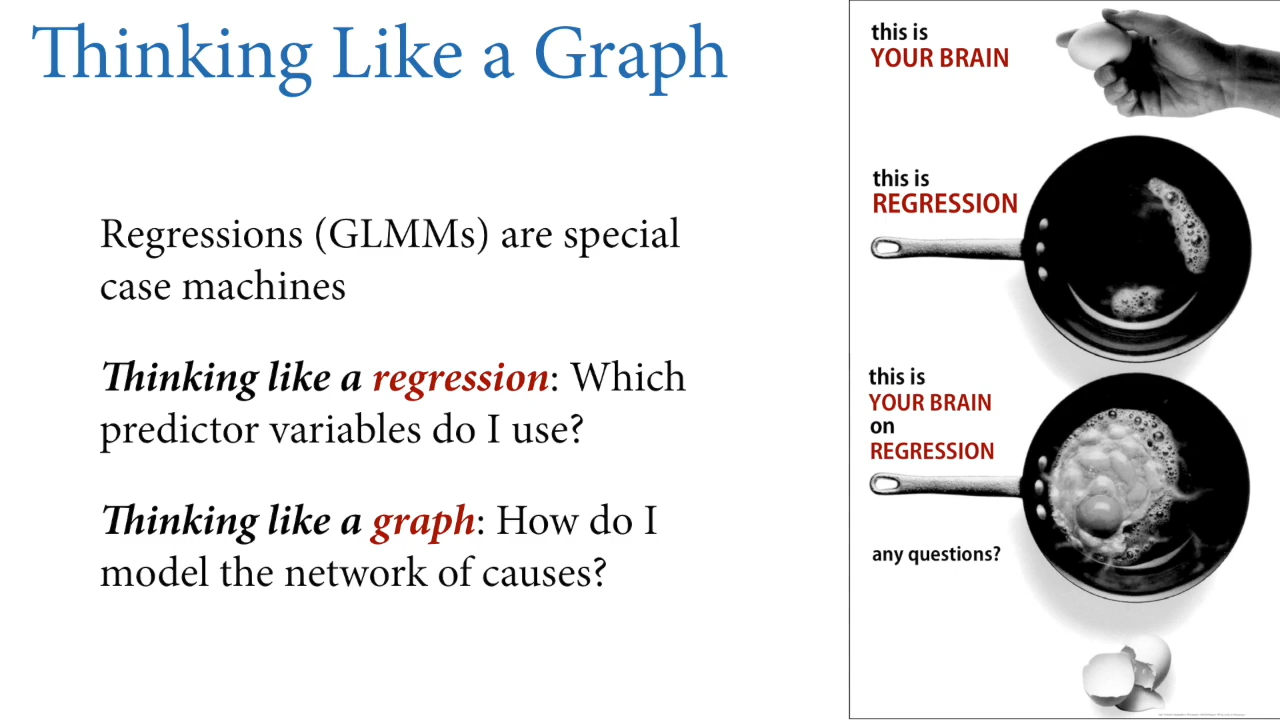 Thinking Like a Graph
Regressions (GLMMs) are special
case machines
Thinking like a regression: Which
predictor variables do I use?
Thinking like a graph: How do I
model the network of causes?
this is
YOUR BRAIN
this is
REGRESSION
this is
YOUR BRAIN
on
REGRESSION
any questions?